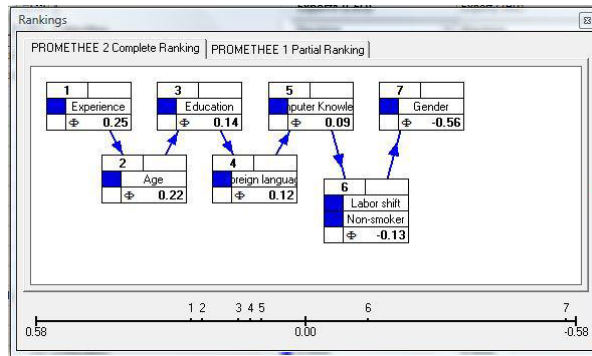 Rankings
PROMETHEE 2 Complete Ranking
PROMETHEE 1 Partial Ranking
1
Experience
Φ 0.25
3
Education
Φ 0.14
5
nputer Knowle
Φ 0.09
7
Gender
Φ -0.56
2
Age
Φ 0.22
4
oreign languag
Φ 0.12
6
Labor shift
Non-smoker
Φ -0.13
1 2 3 4 5 6 7
0.58 0.00 -0.58